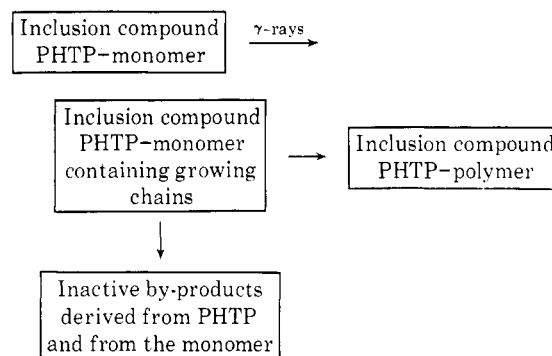 Inclusion compound
PHTP-monomer
γ-rays
Inclusion compound
PHTP-monomer
containing growing
chains
Inclusion compound
PHTP-polymer
Inactive by-products
derived from PHTP
and from the monomer